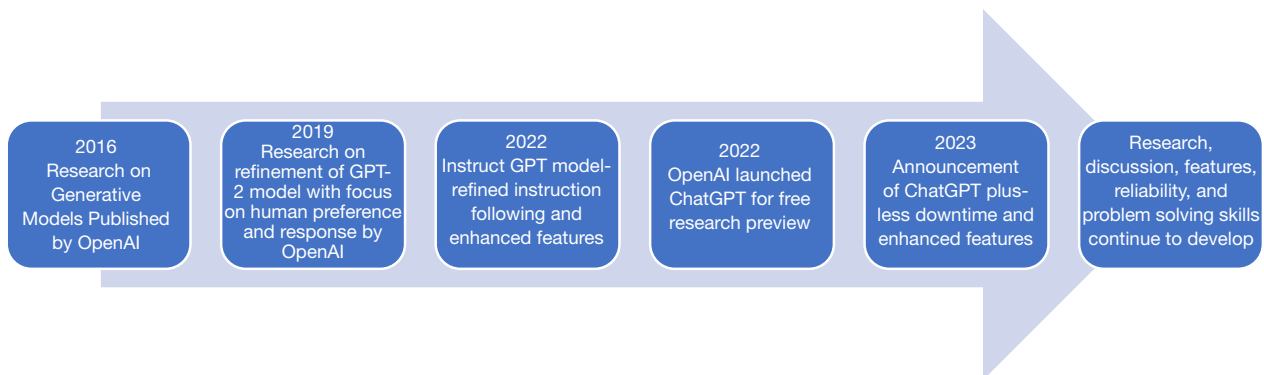 2016
Research on
Generative
Models Published
by OpenAI
2019
Research on
refinement of GPT-
2 model with focus
on human preference
and response by
OpenAI
2022
Instruct GPT model-
refined instruction
following and
enhanced features
2022
OpenAI launched
ChatGPT for free
research preview
2023
Announcement
of ChatGPT plus-
less downtime and
enhanced features
Research,
discussion, features,
reliability, and
problem solving skills
continue to develop